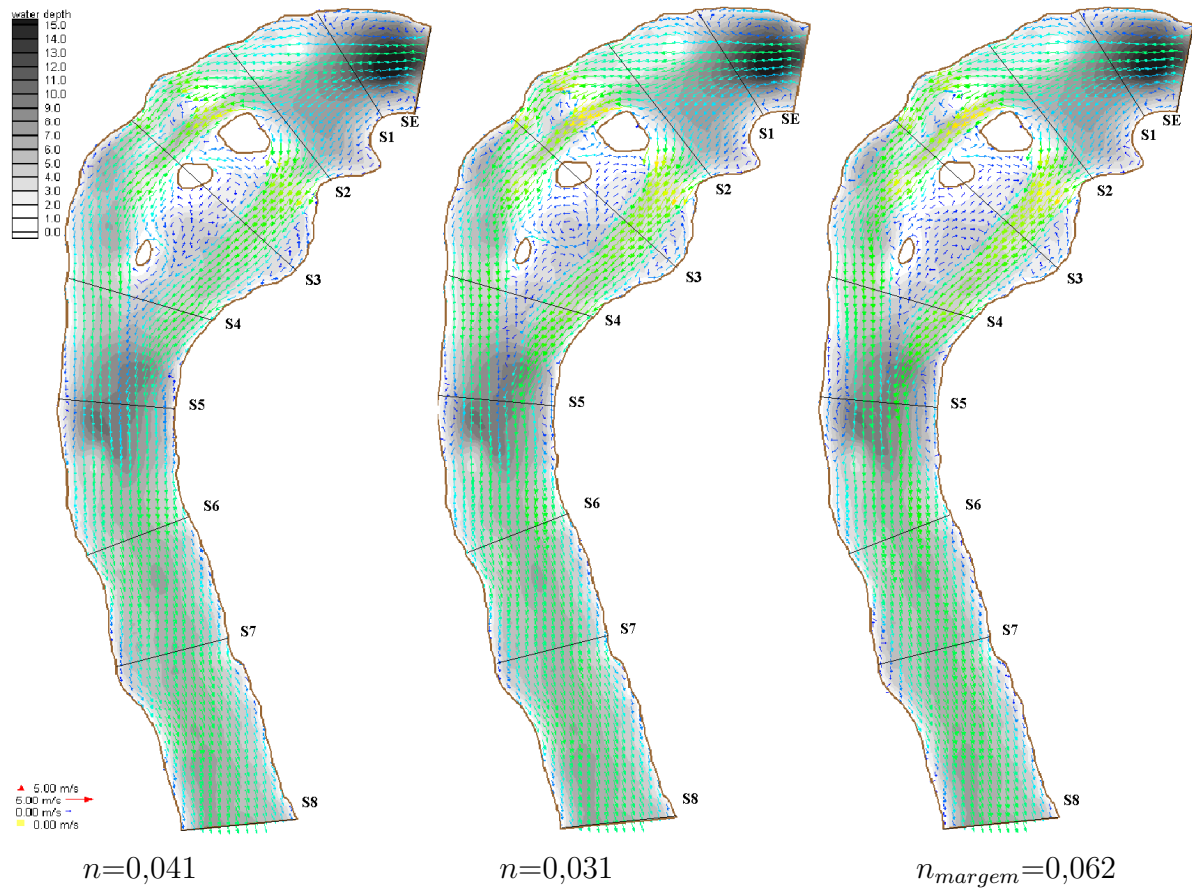 water depth
15.0
14.0
13.0
12.0
11.0
10.0
9.0
8.0
7.0
6.0
5.0
4.0
3.0
2.0
1.0
0.0
SE
S1
S2
S3
S4
S5
S6
S7
S8
SE
S1
S2
S3
S4
S5
S6
S7
S8
SE
S1
S2
S3
S4
S5
S6
S7
S8
5.00 m/s
5.00 m/s
0.00 m/s
0.00 m/s
n=0,041
n=0,031
n_{margem}=0,062